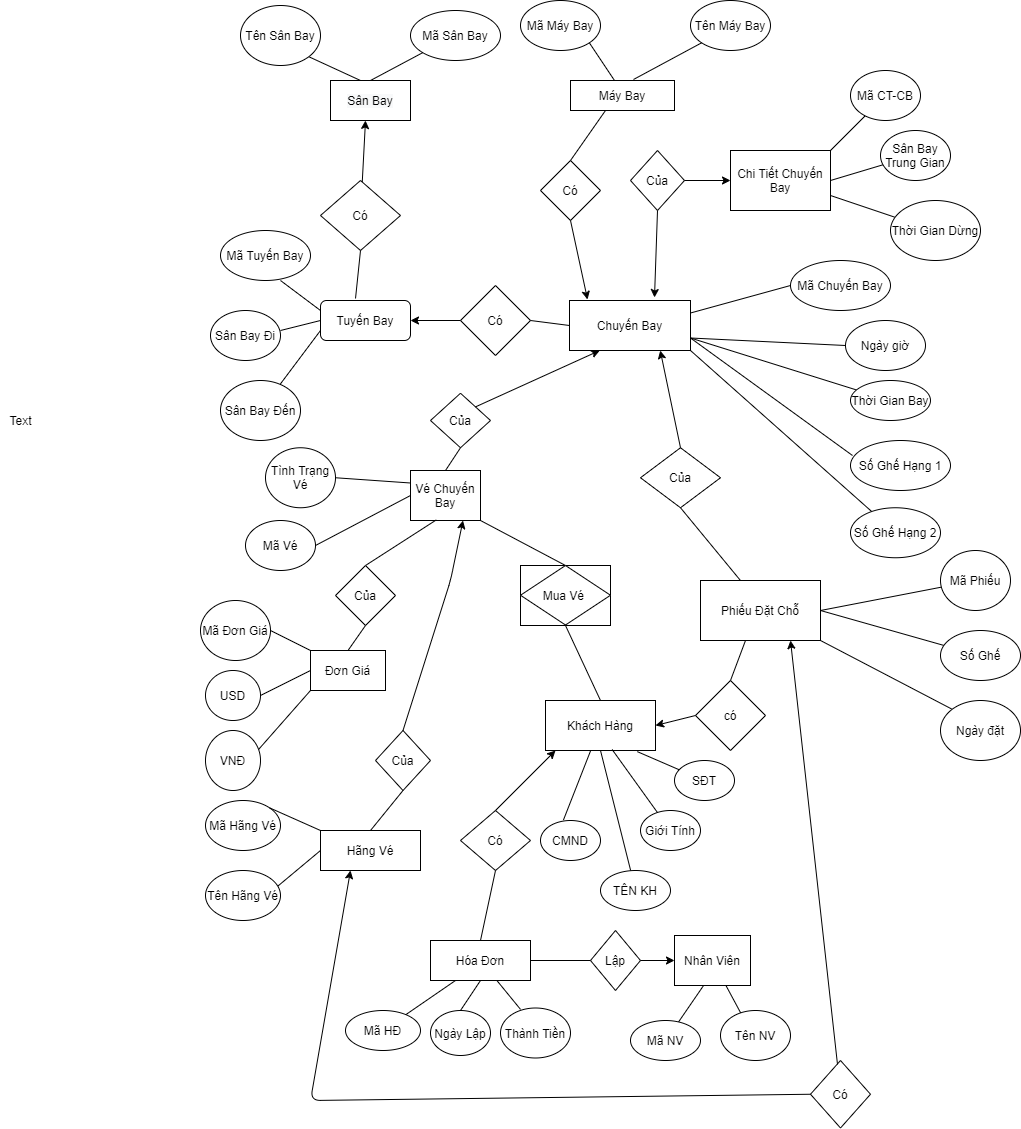 Tên Sân Bay
Mã Sân Bay
Mã Máy Bay
Tên Máy Bay
Sân Bay
Máy Bay
Mã CT-CB
Có
Có
Của
Chi Tiết Chuyến
Bay
Sân Bay
Trung Gian
Thời Gian Dừng
Mã Tuyến Bay
Sân Bay Đi
Sân Bay Đến
Tuyến Bay
Có
Chuyến Bay
Mã Chuyến Bay
Ngày giờ
Thời Gian Bay
Số Ghế Hạng 1
Số Ghế Hạng 2
Text
Của
Của
Tình Trạng
Vé
Vé Chuyến
Bay
Mã Vé
Của
Mua Vé
Phiếu Đặt Chỗ
Mã Phiếu
Số Ghế
Ngày đặt
Mã Đơn Giá
USD
VNĐ
Đơn Giá
Khách Hàng
có
Của
SĐT
Giới Tính
CMND
TÊN KH
Mã Hãng Vé
Tên Hãng Vé
Hãng Vé
Có
Hóa Đơn
Lập
Nhân Viên
Mã HĐ
Ngày Lập
Thành Tiền
Mã NV
Tên NV
Có